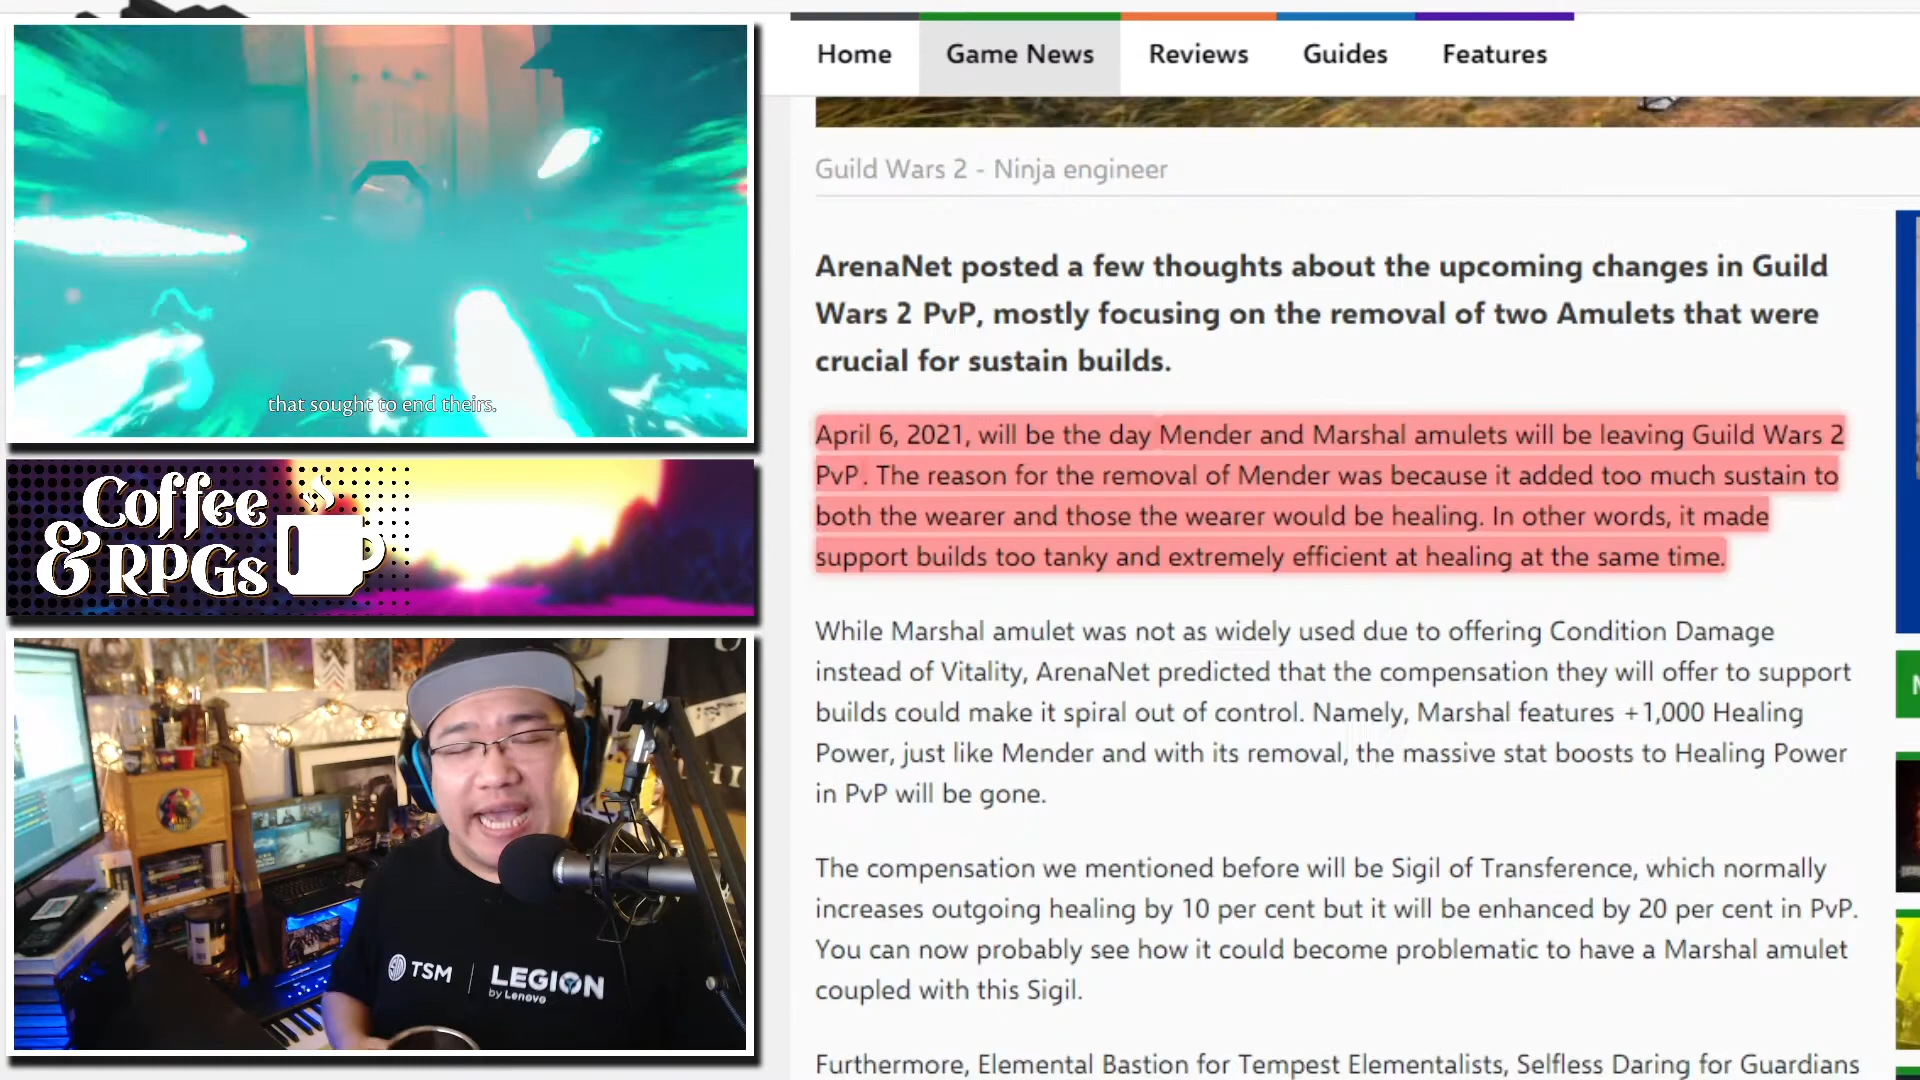 Home
Game News
Reviews
Guides
Features
that sought to end theirs.
Coffee
& RPGs
TSM | LEGION
by Lenovo
Guild Wars 2 - Ninja engineer
ArenaNet posted a few thoughts about the upcoming changes in Guild
Wars 2 PvP, mostly focusing on the removal of two Amulets that were
crucial for sustain builds.
April 6, 2021, will be the day Mender and Marshal amulets will be leaving Guild Wars 2
PvP. The reason for the removal of Mender was because it added too much sustain to
both the wearer and those the wearer would be healing. In other words, it made
support builds too tanky and extremely efficient at healing at the same time.
While Marshal amulet was not as widely used due to offering Condition Damage
instead of Vitality, ArenaNet predicted that the compensation they will offer to support
builds could make it spiral out of control. Namely, Marshal features +1,000 Healing
Power, just like Mender and with its removal, the massive stat boosts to Healing Power
in PvP will be gone.
The compensation we mentioned before will be Sigil of Transference, which normally
increases outgoing healing by 10 per cent but it will be enhanced by 20 per cent in PvP.
You can now probably see how it could become problematic to have a Marshal amulet
coupled with this Sigil.
Furthermore, Elemental Bastion for Tempest Elementalists, Selfless Daring for Guardians